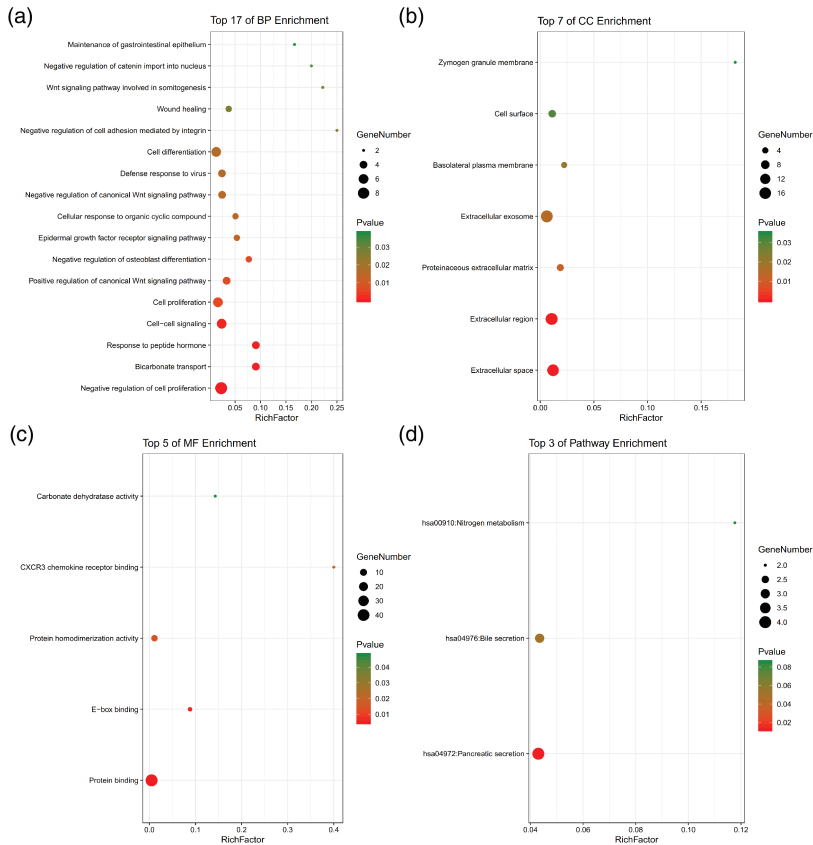 (a)
Top 17 of BP Enrichment
Maintenance of gastrointestinal epithelium
Negative regulation of catenin import into nucleus
Wnt signaling pathway involved in somitogenesis
Wound healing
Negative regulation of cell adhesion mediated by integrin
Cell differentiation
Defense response to virus
Negative regulation of canonical Wnt signaling pathway
Cellular response to organic cyclic compound
Epidermal growth factor receptor signaling pathway
Negative regulation of osteoblast differentiation
Positive regulation of canonical Wnt signaling pathway
Cell proliferation
Cell−cell signaling
Response to peptide hormone
Bicarbonate transport
Negative regulation of cell proliferation
0.05 0.10 0.15 0.20 0.25
RichFactor
GeneNumber
2
4
6
8
Pvalue
0.03
0.02
0.01
(b)
Top 7 of CC Enrichment
Zymogen granule membrane
Cell surface
Basolateral plasma membrane
Extracellular exosome
Proteinaceous extracellular matrix
Extracellular region
Extracellular space
0.00 0.05 0.10 0.15
RichFactor
GeneNumber
4
8
12
16
Pvalue
0.03
0.02
0.01
(c)
Top 5 of MF Enrichment
Carbonate dehydratase activity
CXCR3 chemokine receptor binding
Protein homodimerization activity
E−box binding
Protein binding
0.0 0.1 0.2 0.3 0.4
RichFactor
GeneNumber
10
20
30
40
Pvalue
0.04
0.03
0.02
0.01
(d)
Top 3 of Pathway Enrichment
hsa00910:Nitrogen metabolism
hsa04976:Bile secretion
hsa04972:Pancreatic secretion
0.04 0.06 0.08 0.10 0.12
RichFactor
GeneNumber
2.0
2.5
3.0
3.5
4.0
Pvalue
0.08
0.06
0.04
0.02